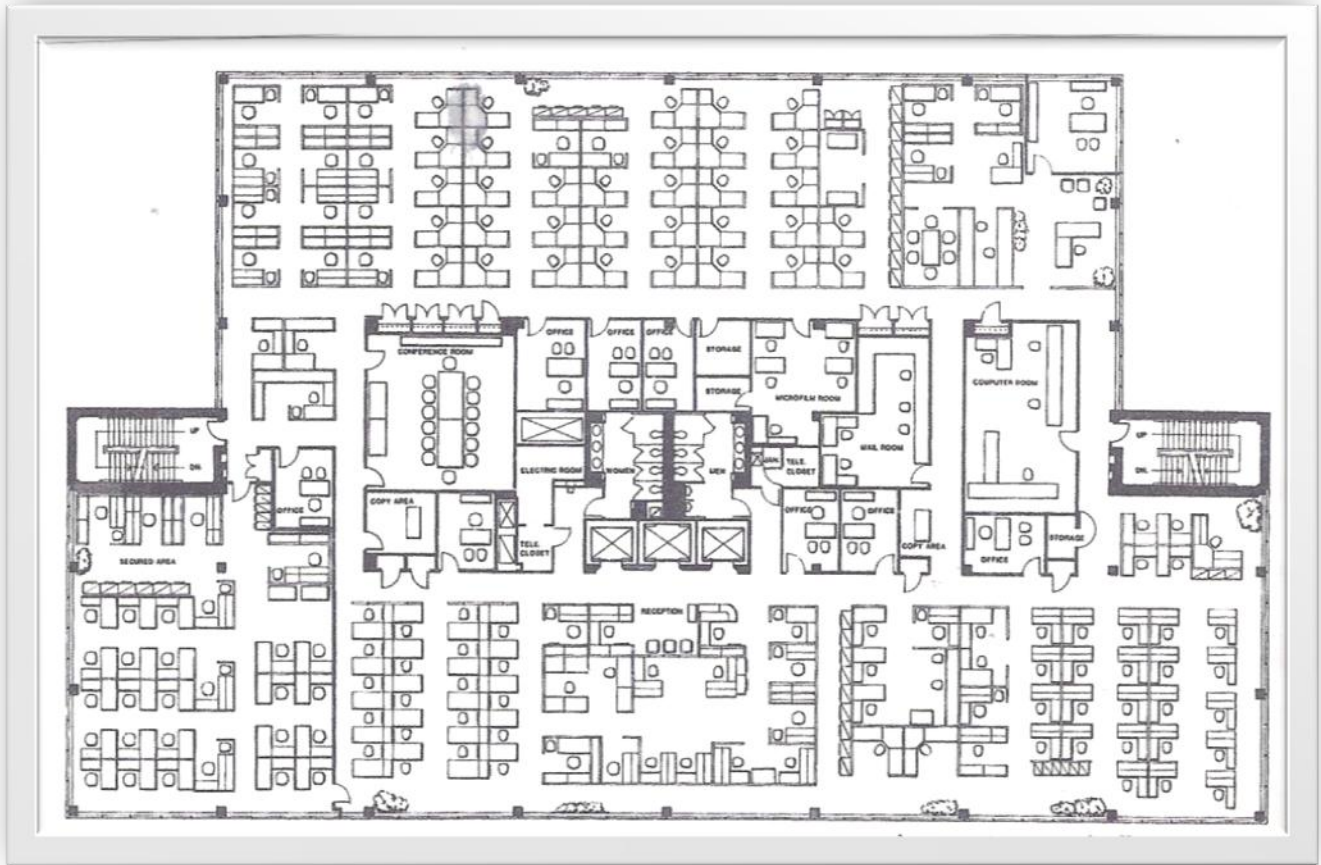 OFFICE
OFFICE
OFFICE
CONFERENCE ROOM
STORAGE
COMPUTER ROOM
STORAGE
MICROFILM ROOM
UP
UP
MAIL ROOM
DN.
ELECTRIC ROOM
WOMEN
MEN
JAN.
TELE.
CLOSET
DN.
COPY AREA
OFFICE
OFFICE
OFFICE
TELE.
CLOSET
COPY AREA
STORAGE
SECURED AREA
OFFICE
RECEPTION